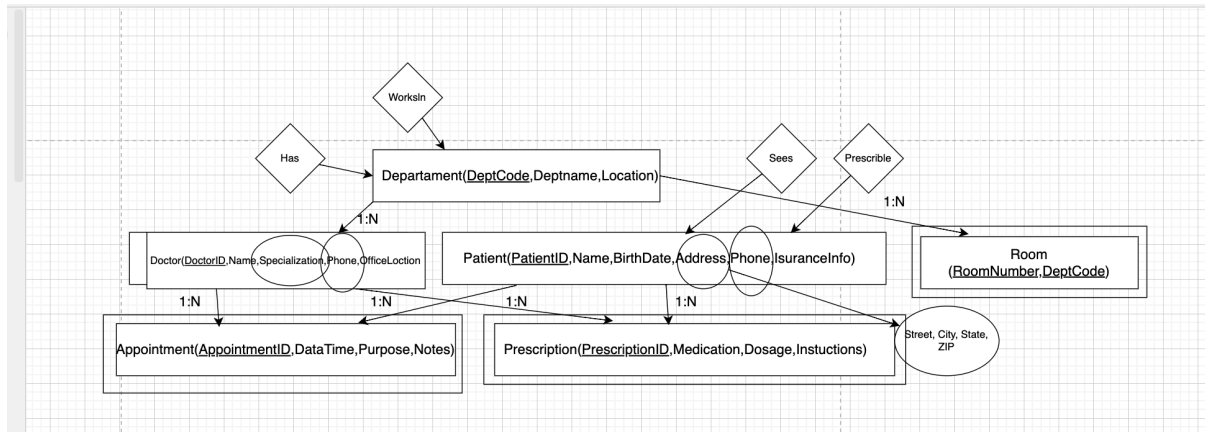 WorksIn
Has
Sees
Prescrible
Departament(DeptCode,Deptname,Location)
1:N
1:N
Doctor(DoctorID,Name,Specialization,Phone,OfficeLoction
Patient(PatientID,Name,BirthDate,Address,Phone,IsuranceInfo)
Room
(RoomNumber,DeptCode)
1:N
1:N
1:N
1:N
Appointment(AppointmentID,DataTime,Purpose,Notes)
Prescription(PrescriptionID,Medication,Dosage,Instuctions)
Street, City, State,
ZIP